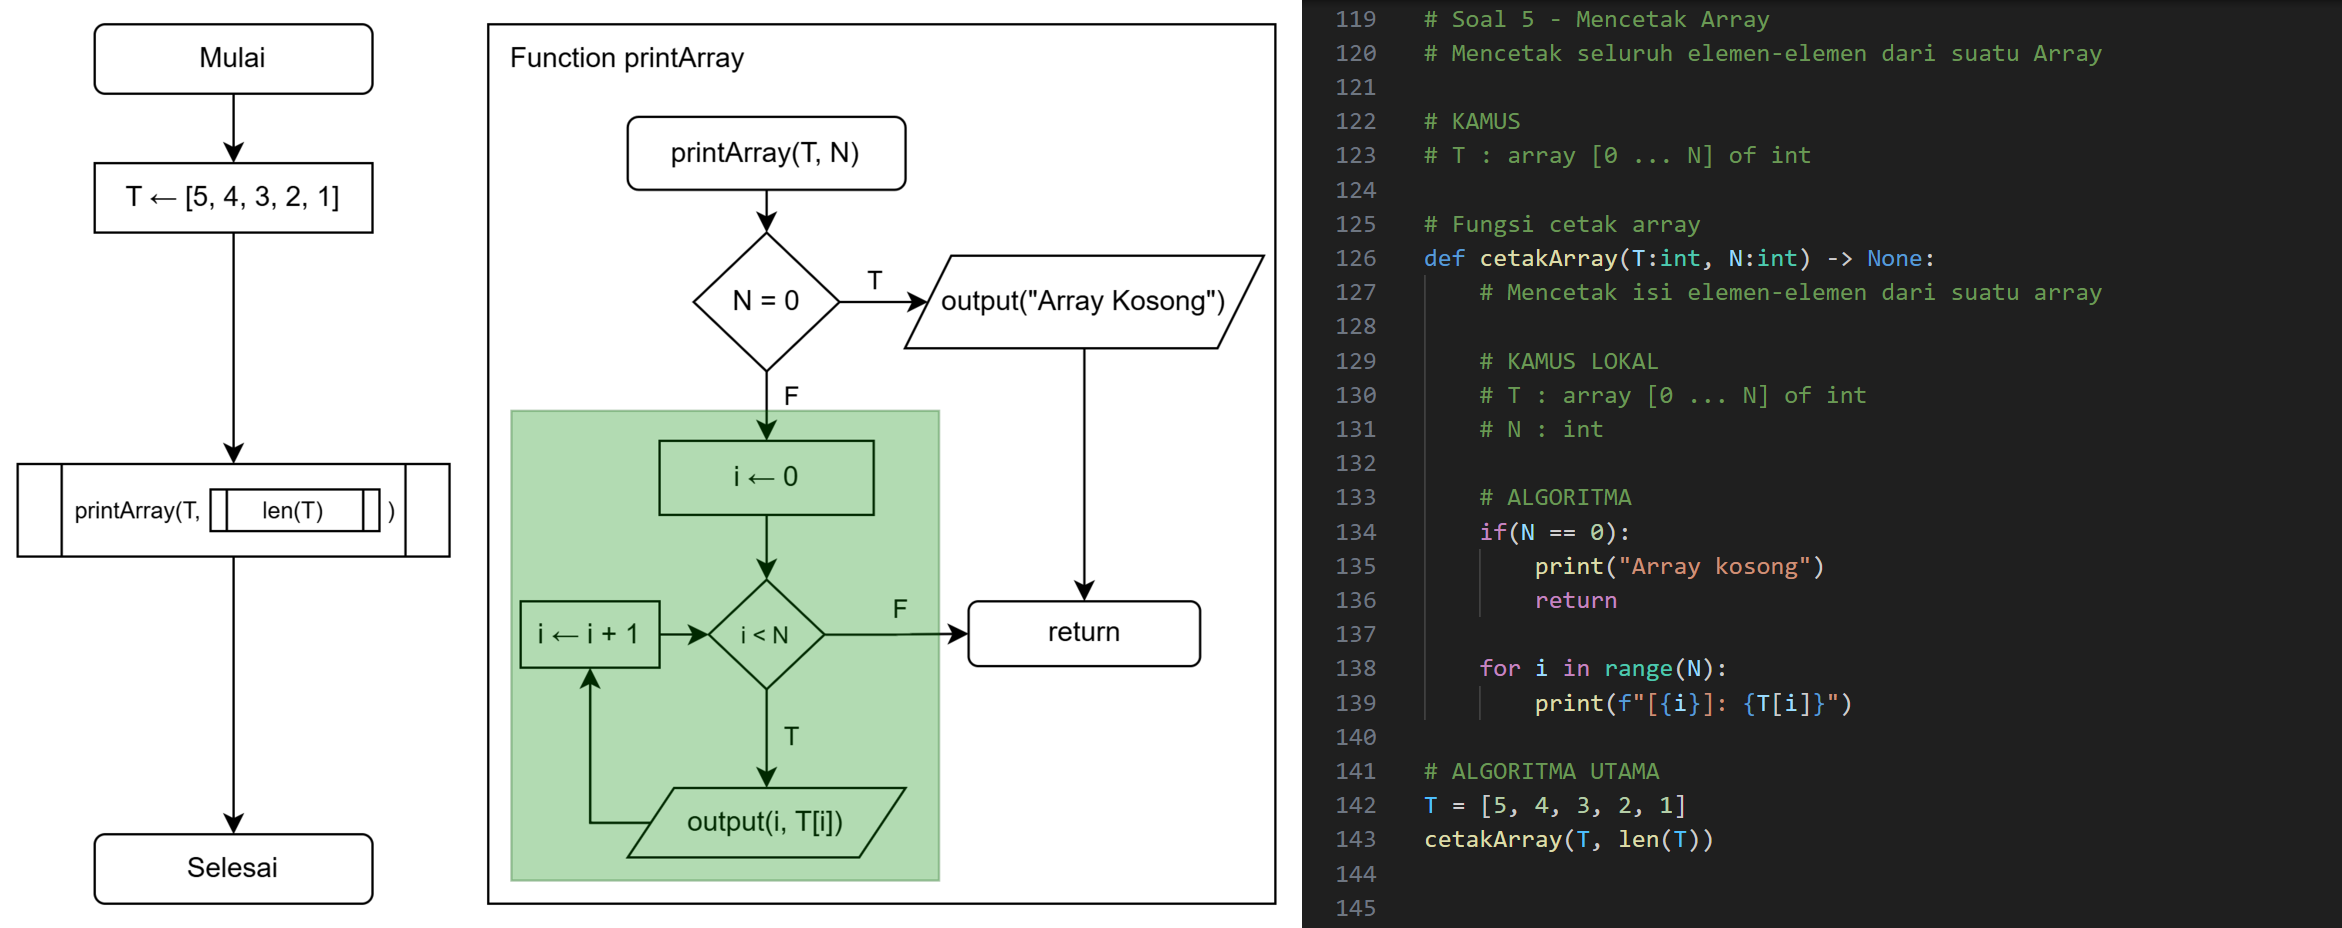 Mulai
T ← [5, 4, 3, 2, 1]
printArray(T, len(T) )
Selesai
Function printArray
printArray(T, N)
N = 0
T
output("Array Kosong")
F
i ← 0
i ← i + 1
i < N
F
return
T
output(i, T[i])
119 # Soal 5 - Mencetak Array
120 # Mencetak seluruh elemen-elemen dari suatu Array
121
122 # KAMUS
123 # T : array [0 ... N] of int
124
125 # Fungsi cetak array
126 def cetakArray(T:int, N:int) -> None:
127     # Mencetak isi elemen-elemen dari suatu array
128
129     # KAMUS LOKAL
130     # T : array [0 ... N] of int
131     # N : int
132
133     # ALGORITMA
134     if(N == 0):
135         print("Array kosong")
136         return
137
138     for i in range(N):
139         print(f"[{i}]: {T[i]}")
140
141 # ALGORITMA UTAMA
142 T = [5, 4, 3, 2, 1]
143 cetakArray(T, len(T))
144
145